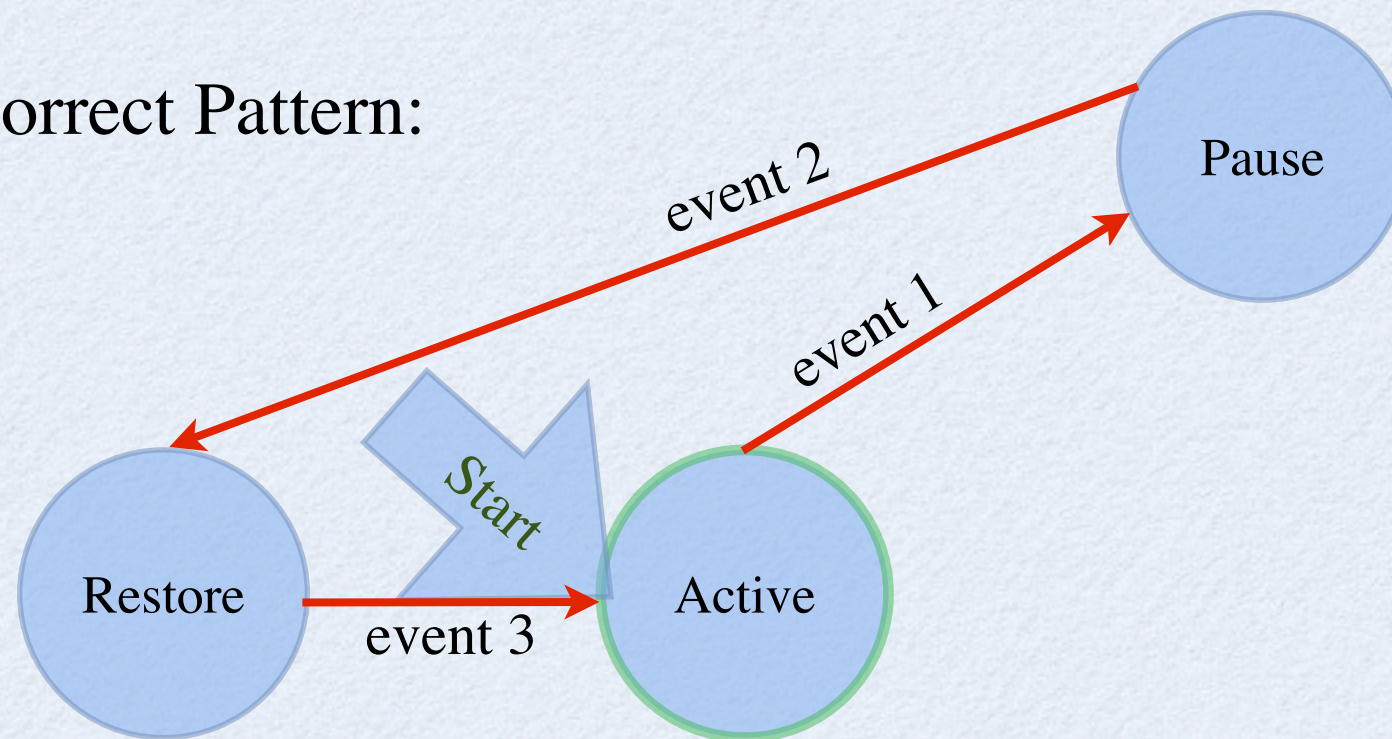 orrect Pattern:
Pause
event 2
event 1
Start
Restore
Active
event 3